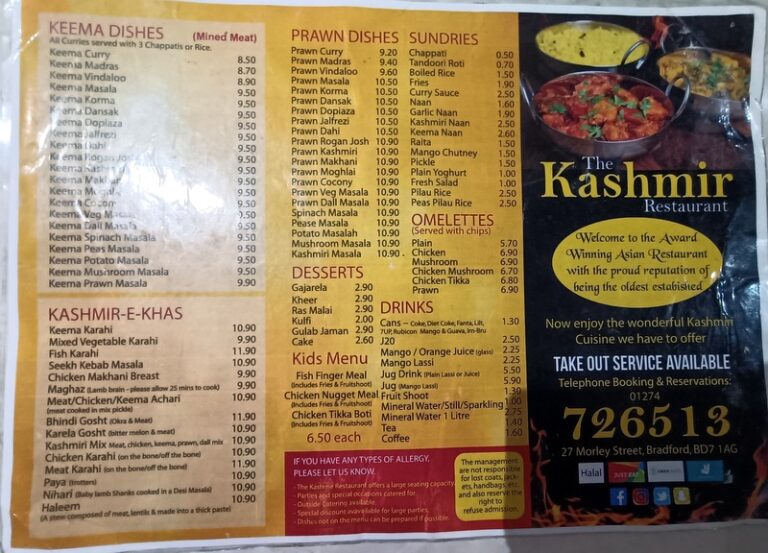 KEEMA DISHES (Mined Meat)
All Curries served with 3 Chappatis or Rice.
Keema Curry 8.50
Keema Madras 8.70
Keema Vindaloo 8.90
Keema Masala 9.50
Keema Korma 9.50
Keema Dansak 9.50
Keema Dopiaza 9.50
Keema Jalfrezi 9.50
Keema Dahi 9.50
Keema Rogan Josh 9.50
Keema 9.50
Keema 9.50
Keema 9.50
Keema 9.50
Keema Veg Masala 9.50
Keema Dall Masala 9.50
Keema Spinach Masala 9.50
Keema Peas Masala 9.50
Keema Potato Masala 9.50
Keema Mushroom Masala 9.50
Keema Prawn Masala 9.90
KASHMIR-E-KHAS
Keema Karahi 10.90
Mixed Vegetable Karahi 9.90
Fish Karahi 11.90
Seekh Kebab Masala 10.90
Chicken Makhani Breast 9.90
Maghaz (Lamb brain - please allow 25 mins to cook) 9.90
Meat/Chicken/Keema Achari 10.90
(meat cooked in mix pickle)
Bhindi Gosht (Okra & Meat) 11.90
Karela Gosht (bitter melon & meat) 10.90
Kashmiri Mix Meat, chicken, keema, prawn, dall mix 10.90
Chicken Karahi (on the bone/off the bone) 10.90
Meat Karahi (on the bone/off the bone) 11.90
Paya (trotters) 10.90
Nihari (Baby lamb Shanks cooked in a Desi Masala) 10.90
Haleem 10.90
(A stew composed of meat, lentils & made into a thick paste)
PRAWN DISHES
Prawn Curry 9.20
Prawn Madras 9.40
Prawn Vindaloo 9.60
Prawn Masala 10.50
Prawn Korma 10.50
Prawn Dansak 10.50
Prawn Dopiaza 10.50
Prawn Jalfrezi 10.90
Prawn Dahi 10.50
Prawn Rogan Josh 10.90
Prawn Kashmiri 10.90
Prawn Makhani 10.90
Prawn Moghlai 10.90
Prawn Cocony 10.90
Prawn Veg Masala 10.90
Prawn Dall Masala 10.90
Spinach Masala 10.90
Pease Masala 10.90
Potato Masalah 10.90
Mushroom Masala 10.90
Kashmiri Masala 10.90
DESSERTS
Gajarela 2.90
Kheer 2.90
Ras Malai 2.90
Kulfi 2.00
Gulab Jaman 2.90
Cake 2.60
Kids Menu
Fish Finger Meal
(Includes Fries & Fruitshoot)
Chicken Nugget Meal
(Includes Fries & Fruitshoot)
Chicken Tikka Boti
(Includes Fries & Fruitshoot)
6.50 each
SUNDRIES
Chappati 0.50
Tandoori Roti 0.70
Boiled Rice 1.50
Fries 1.90
Curry Sauce 2.50
Naan 1.60
Garlic Naan 1.90
Kashmiri Naan 2.50
Keema Naan 2.60
Raita 1.50
Mango Chutney 1.50
Pickle 1.50
Plain Yoghurt 1.00
Fresh Salad 1.00
Pilau Rice 2.50
Peas Pilau Rice 2.50
OMELETTES
(Served with chips)
Plain 5.70
Chicken 6.90
Mushroom 6.90
Chicken Mushroom 6.70
Chicken Tikka 6.80
Prawn 6.90
DRINKS
Cans – Coke, Diet Coke, Fanta, Lilt, 1.30
7UP, Rubicon Mango & Guava, Irn-Bru
J20 2.50
Mango / Orange Juice (glass) 2.25
Mango Lassi 2.25
Jug Drink (Plain Lassi or Juice) 5.50
Jug (Mango Lassi) 5.90
Fruit Shoot 1.30
Mineral Water/Still/Sparkling 1.00
Mineral Water 1 Litre 2.75
Tea 1.40
Coffee 1.60
IF YOU HAVE ANY TYPES OF ALLERGY,
PLEASE LET US KNOW.
- The Kashmir Restaurant offers a large seating capacity.
- Parties and special occations catered for.
- Outside Catering available.
- Special discounts avavailable for large parties.
- Dishes not on the menu can be prepared if possible.
The management
are not responsible
for lost coats, jack-
ets, handbags, etc.
and also reserve the
right to
refuse admission.
The
Kashmir
Restaurant
Welcome to the Award
Winning Asian Restaurant
with the proud reputation of
being the oldest estabished
Now enjoy the wonderful Kashmir
Cuisine we have to offer
TAKE OUT SERVICE AVAILABLE
Telephone Booking & Reservations:
01274
726513
27 Morley Street, Bradford, BD7 1AG
Halal JUST EAT